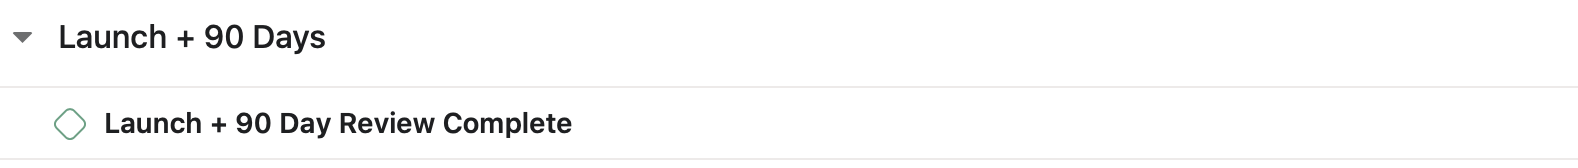 Launch + 90 Days
Launch + 90 Day Review Complete